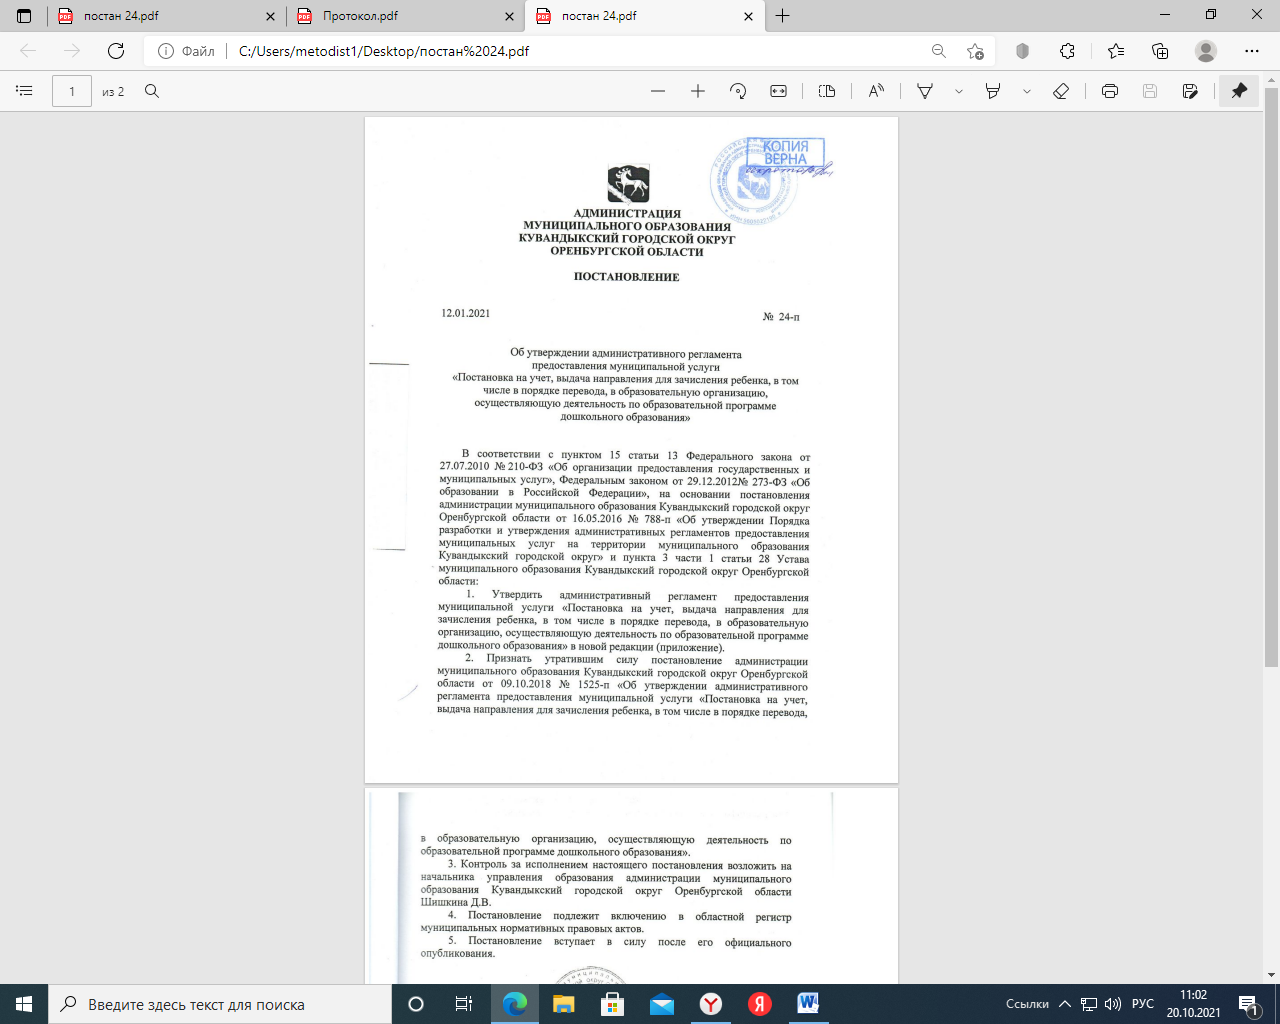 постан 24.pdf
Протокол.pdf
постан 24.pdf
Файл
C:/Users/metodist1/Desktop/постан%2024.pdf
1 из 2
КОПИЯ
ВЕРНА
АДМИНИСТРАЦИЯ
МУНИЦИПАЛЬНОГО ОБРАЗОВАНИЯ
КУВАНДЫКСКИЙ ГОРОДСКОЙ ОКРУГ
ОРЕНБУРГСКОЙ ОБЛАСТИ
ПОСТАНОВЛЕНИЕ
12.01.2021 № 24-п
Об утверждении административного регламента
предоставления муниципальной услуги
«Постановка на учет, выдача направления для зачисления ребенка, в том
числе в порядке перевода, в образовательную организацию,
осуществляющую деятельность по образовательной программе
дошкольного образования»
В соответствии с пунктом 15 статьи 13 Федерального закона от
27.07.2010 № 210-ФЗ «Об организации предоставления государственных и
муниципальных услуг», Федеральным законом от 29.12.2012№ 273-ФЗ «Об
образовании в Российской Федерации», на основании постановления
администрации муниципального образования Кувандыкский городской округ
Оренбургской области от 16.05.2016 № 788-п «Об утверждении Порядка
разработки и утверждения административных регламентов предоставления
муниципальных услуг на территории муниципального образования
Кувандыкский городской округ» и пункта 3 части 1 статьи 28 Устава
муниципального образования Кувандыкский городской округ Оренбургской
области:
1. Утвердить административный регламент предоставления
муниципальной услуги «Постановка на учет, выдача направления для
зачисления ребенка, в том числе в порядке перевода, в образовательную
организацию, осуществляющую деятельность по образовательной программе
дошкольного образования» в новой редакции (приложение).
2. Признать утратившим силу постановление администрации
муниципального образования Кувандыкский городской округ Оренбургской
области от 09.10.2018 № 1525-п «Об утверждении административного
регламента предоставления муниципальной услуги «Постановка на учет,
выдача направления для зачисления ребенка, в том числе в порядке перевода,
в образовательную организацию, осуществляющую деятельность по
образовательной программе дошкольного образования».
3. Контроль за исполнением настоящего постановления возложить на
начальника управления образования администрации муниципального
образования Кувандыкский городской округ Оренбургской области
Шишкина Д.В.
4. Постановление подлежит включению в областной регистр
муниципальных нормативных правовых актов.
5. Постановление вступает в силу после его официального
опубликования.
Введите здесь текст для поиска
Ссылки
РУС
11:02
20.10.2021
1